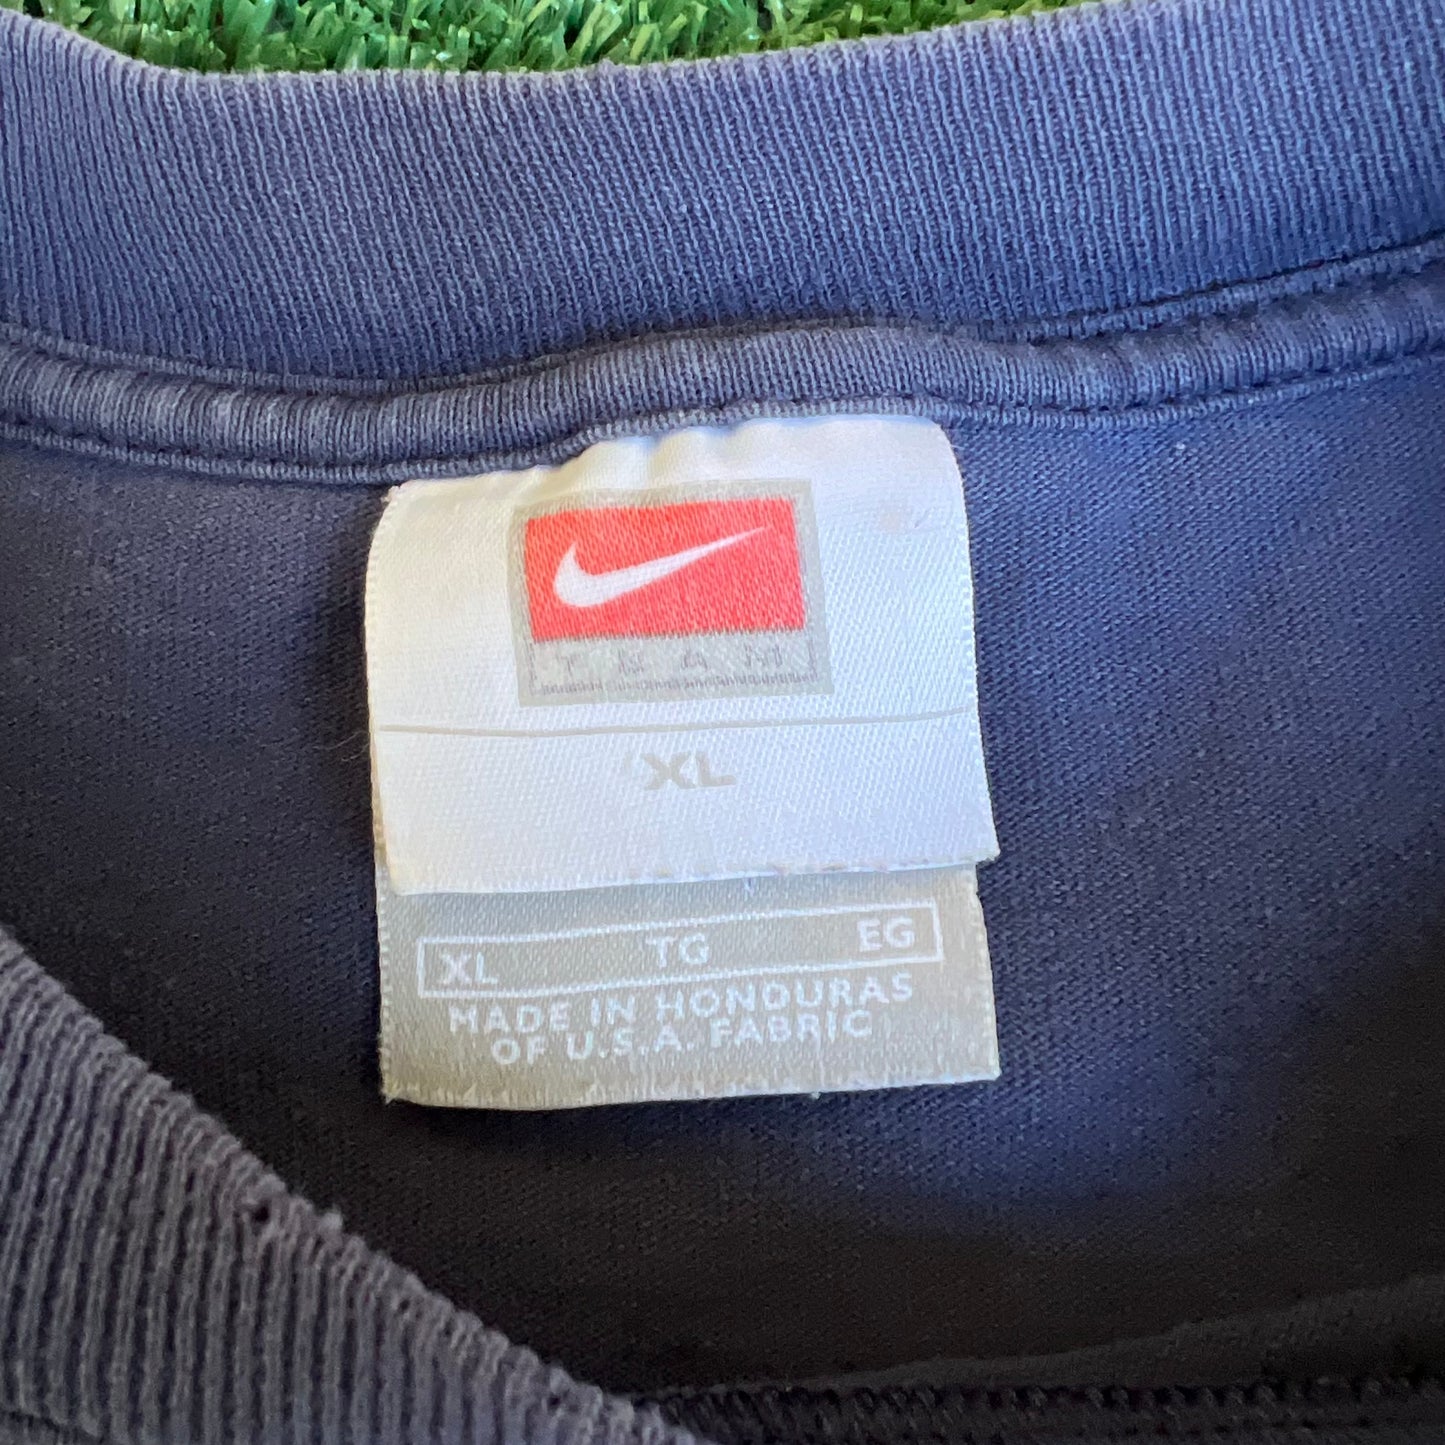 XL
XL TG EG
MADE IN HONDURAS
OF U.S.A. FABRIC